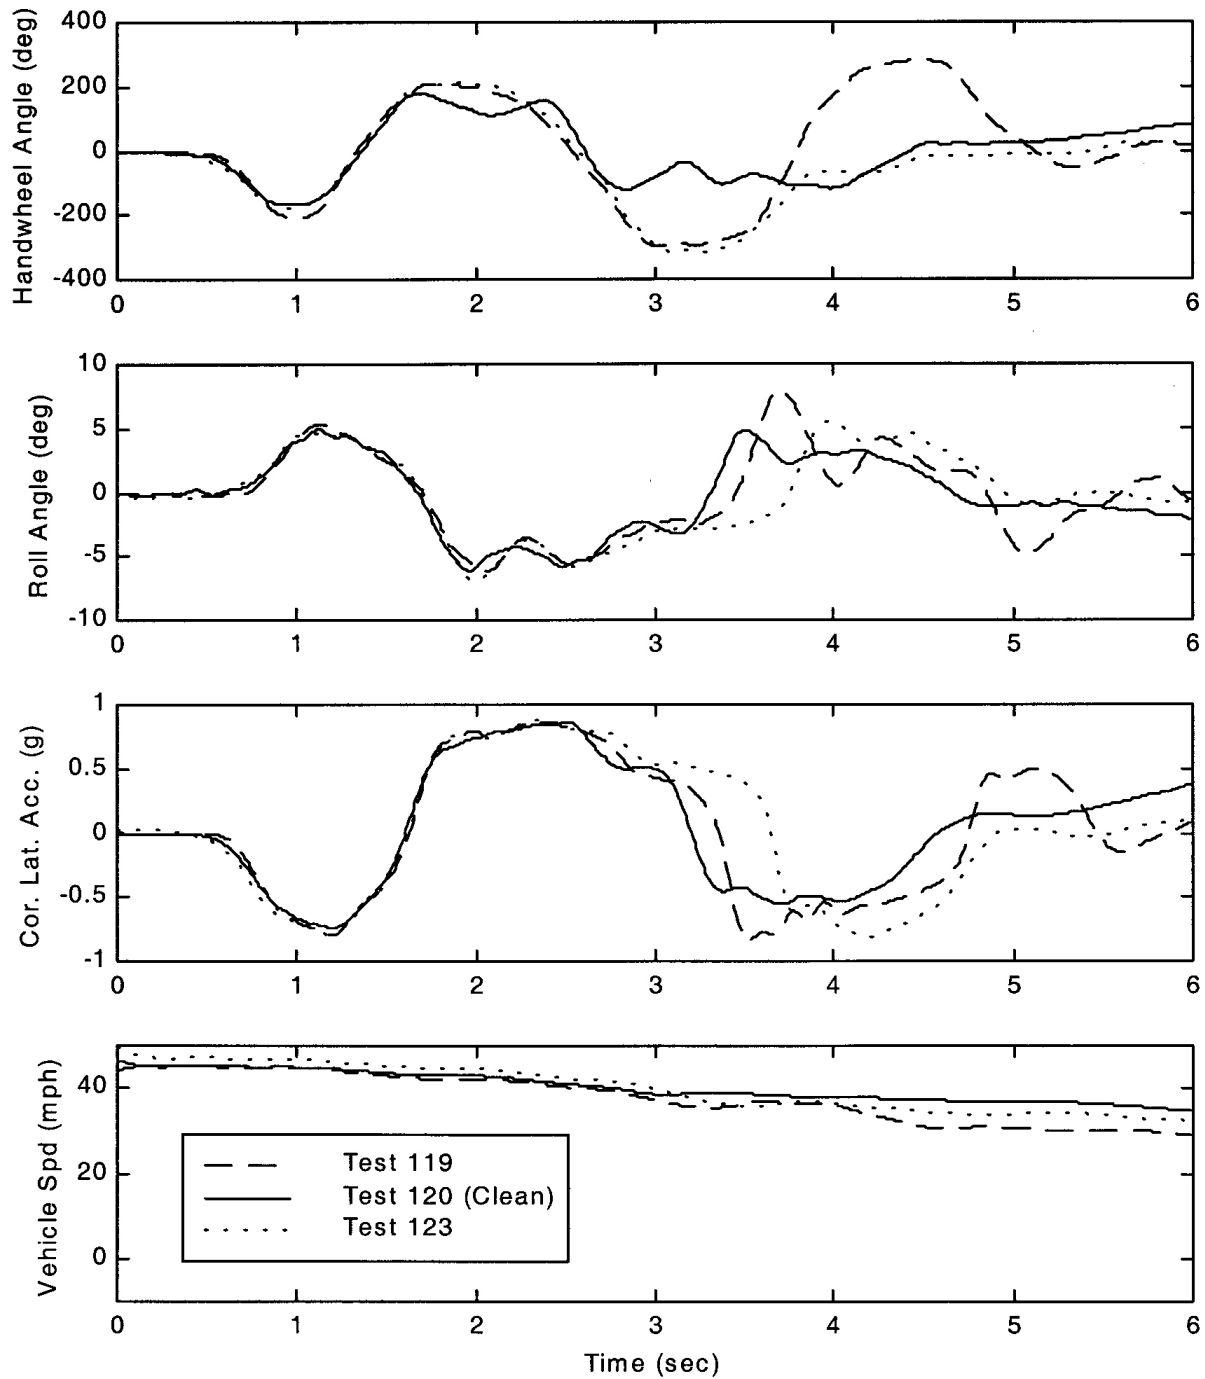 Handwheel Angle (deg)
400
200
0
-200
-400
0 1 2 3 4 5 6
Roll Angle (deg)
10
5
0
-5
-10
0 1 2 3 4 5 6
Cor. Lat. Acc. (g)
1
0.5
0
-0.5
-1
0 1 2 3 4 5 6
Vehicle Spd (mph)
40
20
0
Test 119
Test 120 (Clean)
Test 123
0 1 2 3 4 5 6
Time (sec)